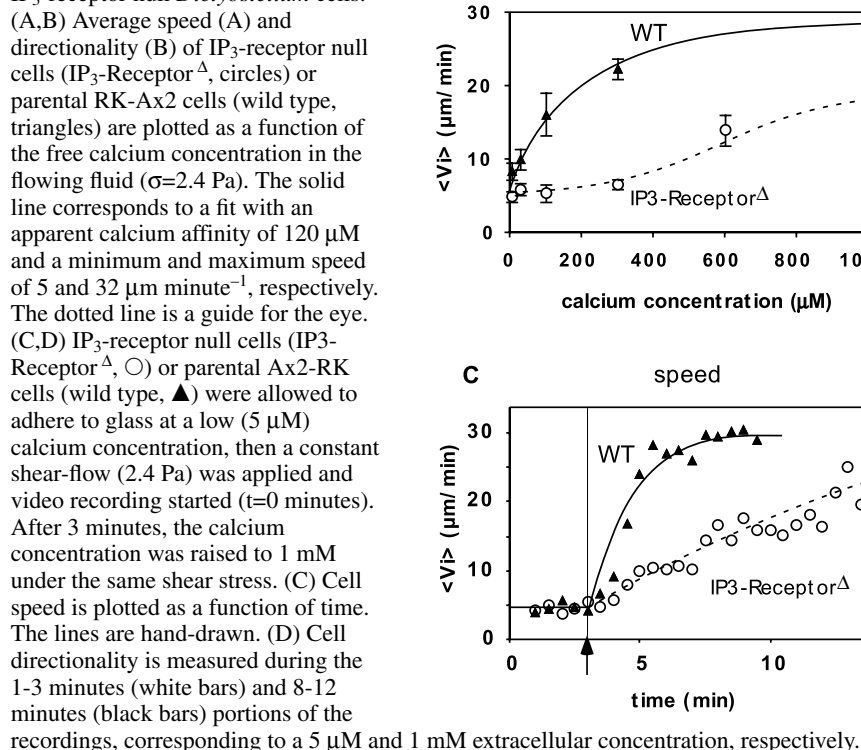 (A,B) Average speed (A) and
directionality (B) of IP3-receptor null
cells (IP3-Receptor Δ, circles) or
parental RK-Ax2 cells (wild type,
triangles) are plotted as a function of
the free calcium concentration in the
flowing fluid (σ=2.4 Pa). The solid
line corresponds to a fit with an
apparent calcium affinity of 120 μM
and a minimum and maximum speed
of 5 and 32 μm minute–1, respectively.
The dotted line is a guide for the eye.
(C,D) IP3-receptor null cells (IP3-
Receptor Δ, ○) or parental Ax2-RK
cells (wild type, ▲) were allowed to
adhere to glass at a low (5 μM)
calcium concentration, then a constant
shear-flow (2.4 Pa) was applied and
video recording started (t=0 minutes).
After 3 minutes, the calcium
concentration was raised to 1 mM
under the same shear stress. (C) Cell
speed is plotted as a function of time.
The lines are hand-drawn. (D) Cell
directionality is measured during the
1-3 minutes (white bars) and 8-12
minutes (black bars) portions of the
recordings, corresponding to a 5 μM and 1 mM extracellular concentration, respectively.
<Vi> (μm/ min)
30
20
10
0
WT
IP3-ReceptorΔ
0 200 400 600 800
calcium concentration (μM)
C speed
<Vi> (μm/ min)
30
20
10
0
WT
IP3-ReceptorΔ
0 5 10
time (min)